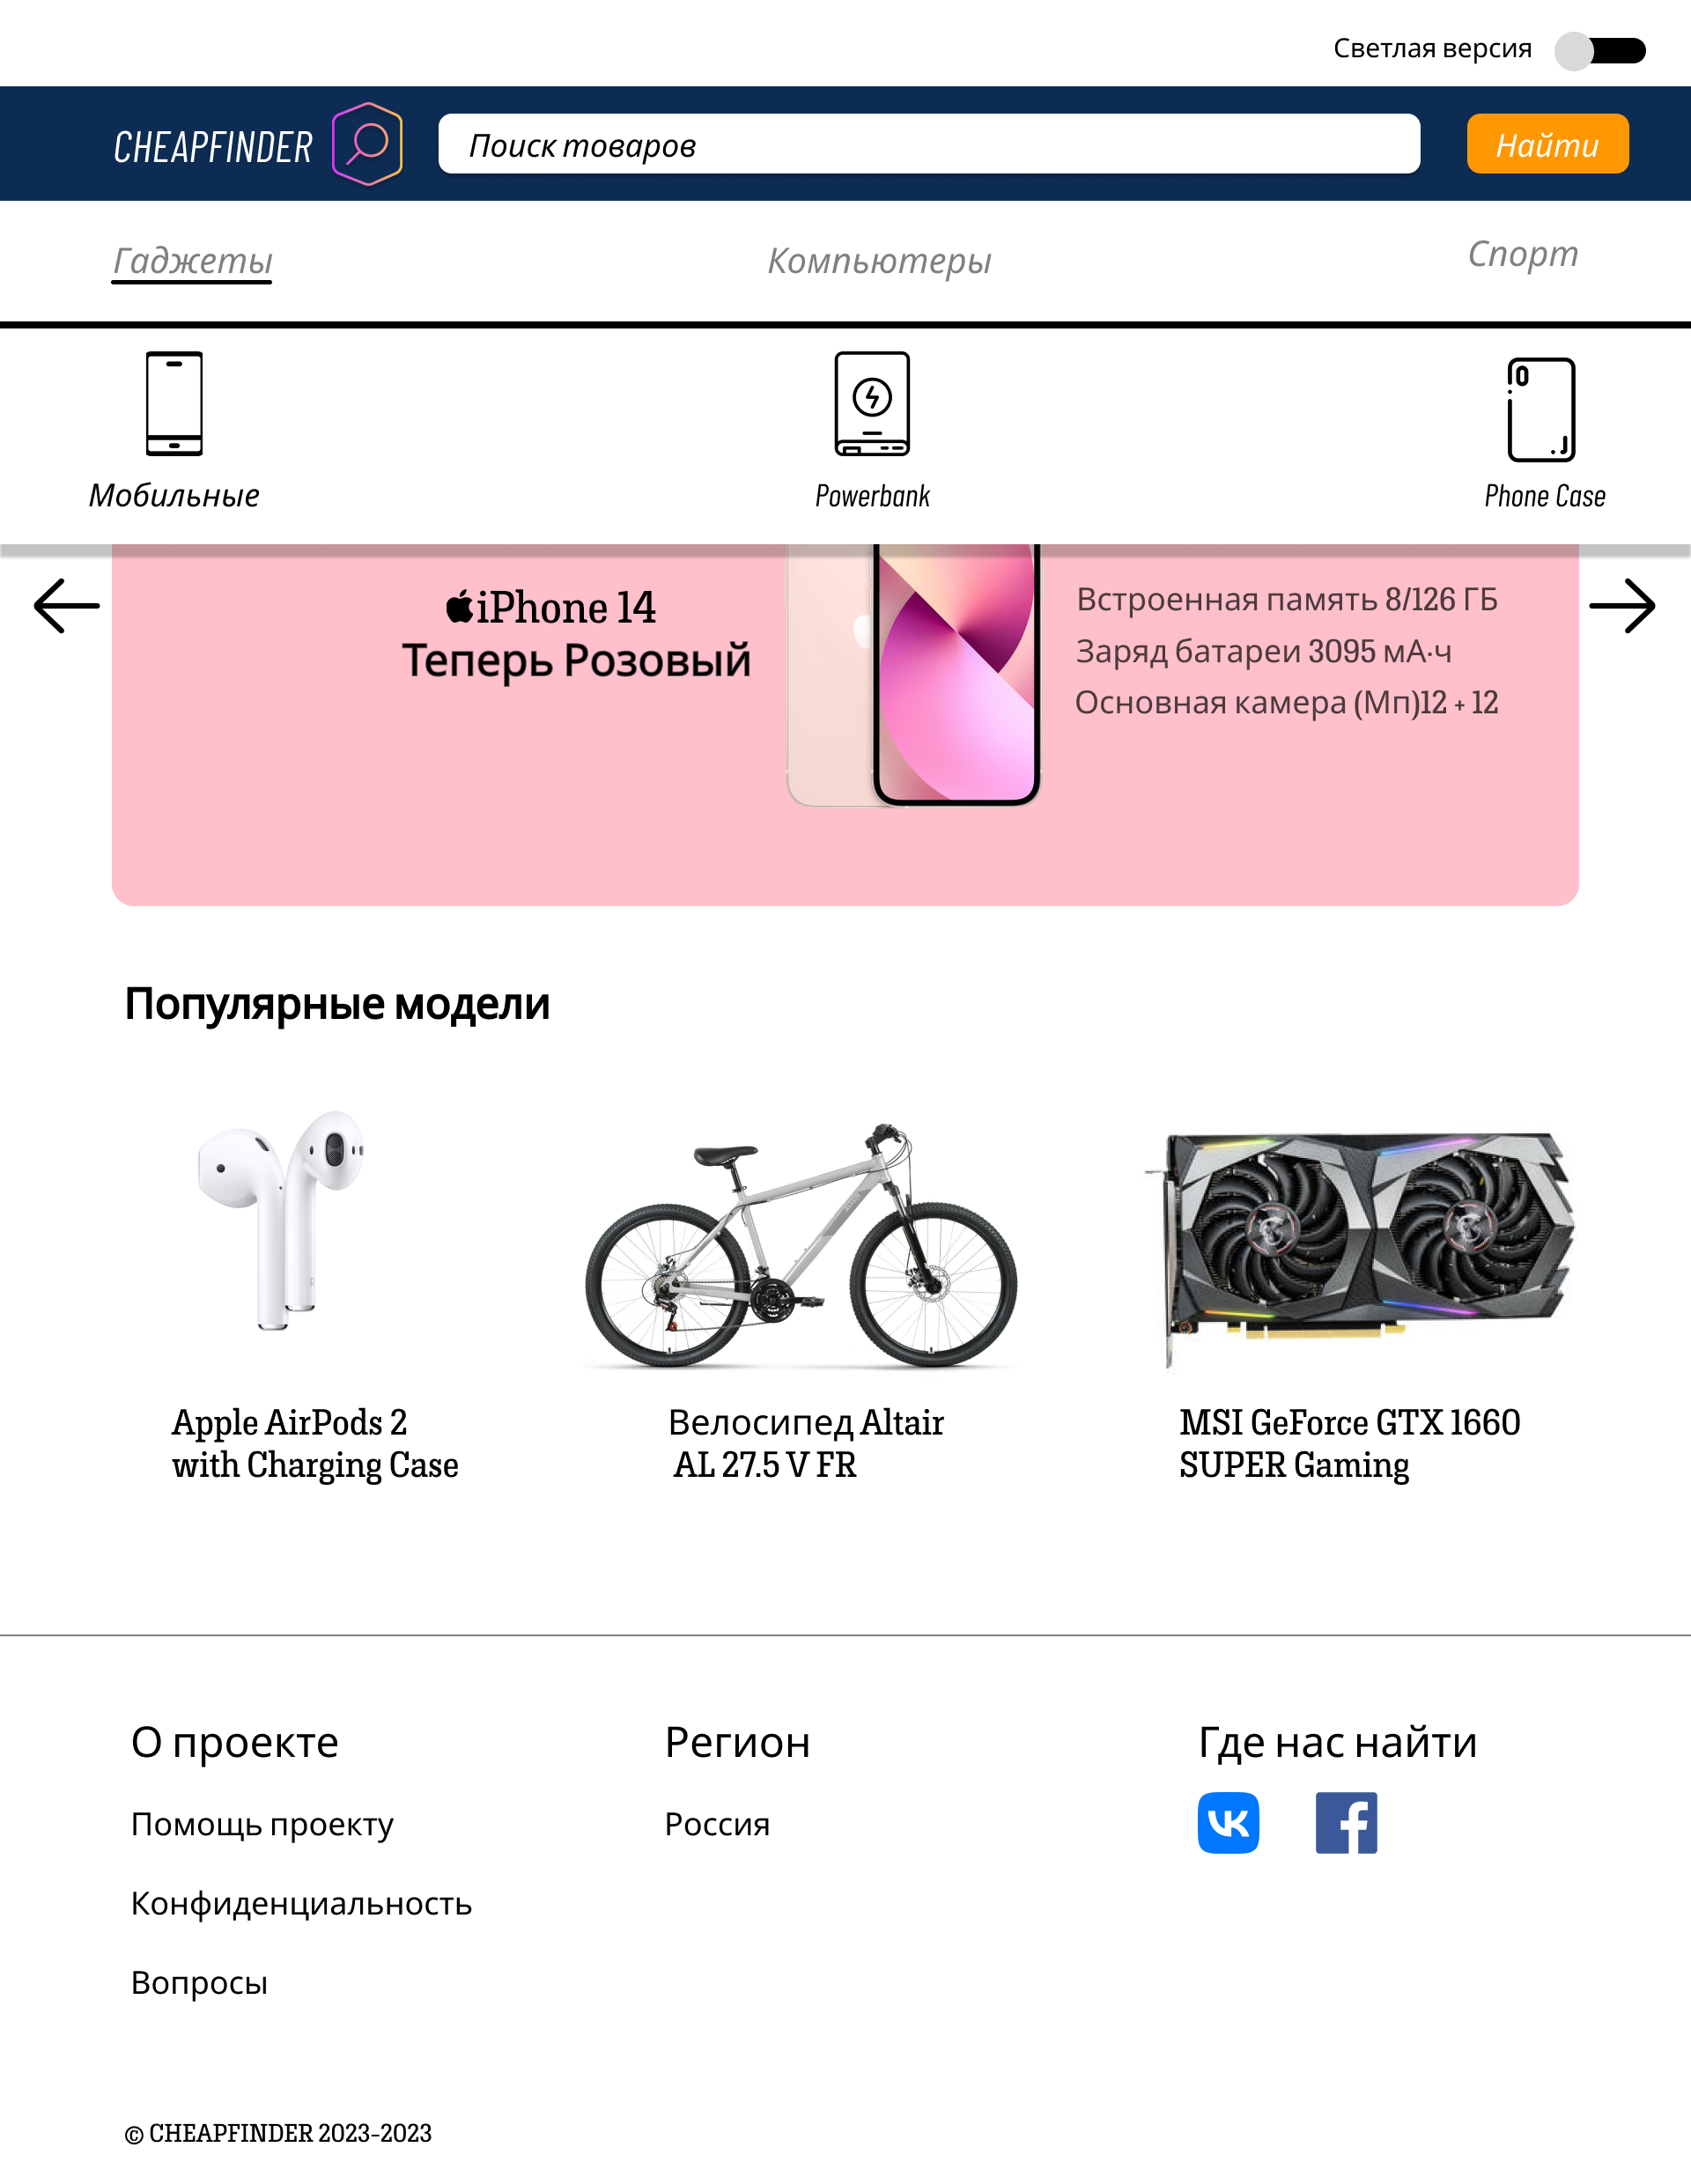 Светлая версия
CHEAPFINDER
Поиск товаров
Найти
Гаджеты
Компьютеры
Спорт
Мобильные
Powerbank
Phone Case
iPhone 14
Теперь Розовый
Встроенная память 8/126 ГБ
Заряд батареи 3095 мА·ч
Основная камера (Мп)12 + 12
Популярные модели
Apple AirPods 2
with Charging Case
Велосипед Altair
AL 27.5 V FR
MSI GeForce GTX 1660
SUPER Gaming
О проекте
Помощь проекту
Конфиденциальность
Вопросы
Регион
Россия
Где нас найти
© CHEAPFINDER 2023-2023